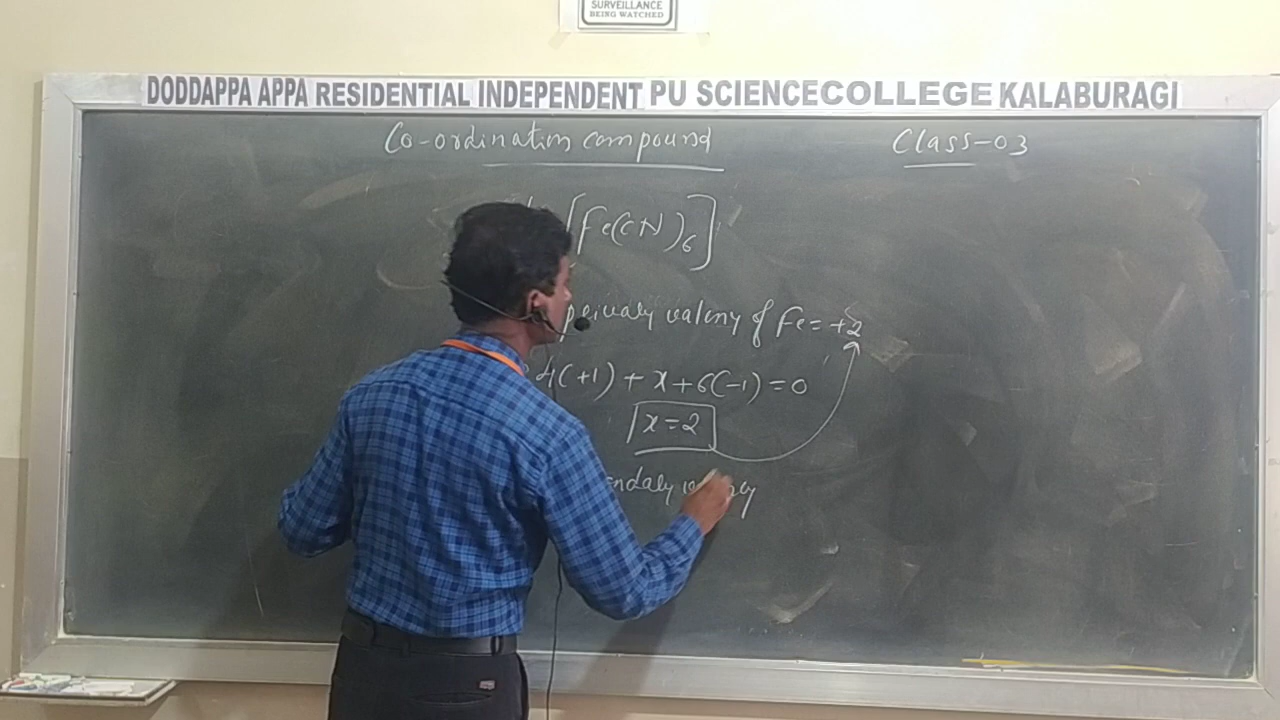 SURVEILLANCE
BEING WATCHED
DODDAPPA APPA RESIDENTIAL INDEPENDENT PU SCIENCECOLLEGE KALABURAGI
Co-ordination compound
Class-03
[Fe(CN)6]
primary valency of Fe = +2
4(+1) + x + 6(-1) = 0
x = 2